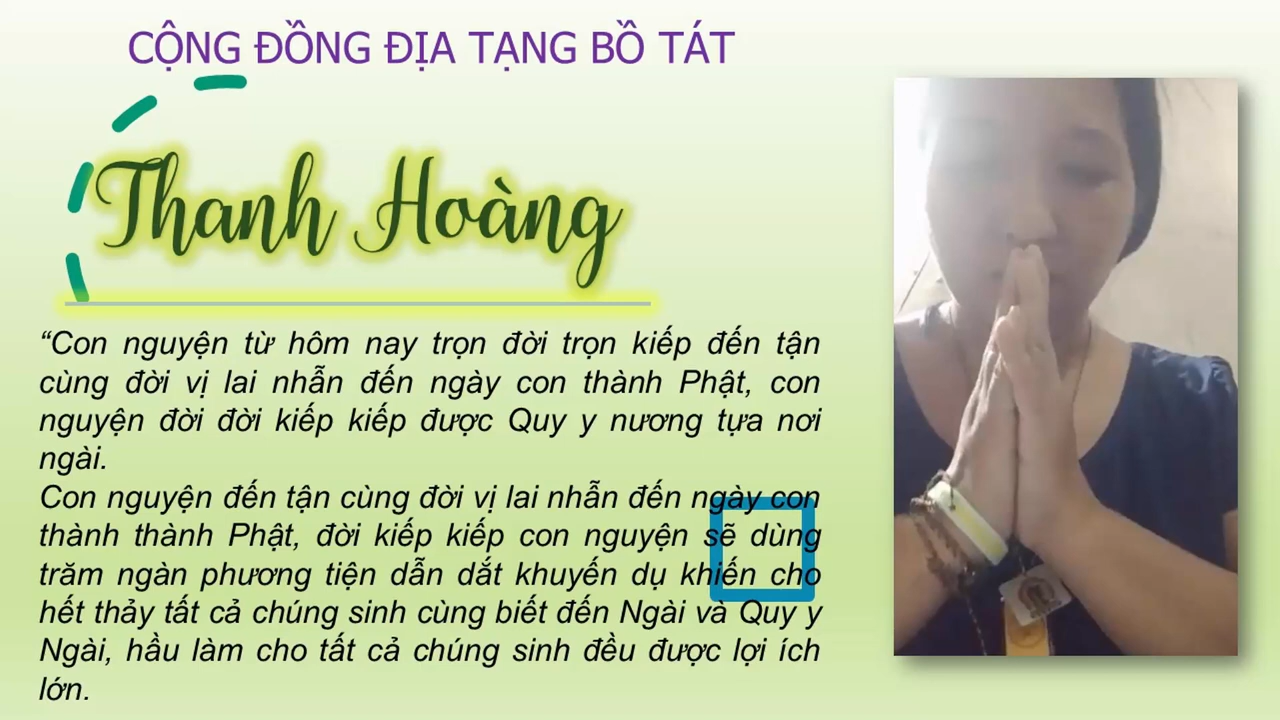 CỘNG ĐỒNG ĐỊA TẠNG BỒ TÁT
Thanh Hoàng
“Con nguyện từ hôm nay trọn đời trọn kiếp đến tận
cùng đời vị lai nhẫn đến ngày con thành Phật, con
nguyện đời đời kiếp kiếp được Quy y nương tựa nơi
ngài.
Con nguyện đến tận cùng đời vị lai nhẫn đến ngày con
thành thành Phật, đời kiếp kiếp con nguyện sẽ dùng
trăm ngàn phương tiện dẫn dắt khuyến dụ khiến cho
hết thảy tất cả chúng sinh cùng biết đến Ngài và Quy y
Ngài, hầu làm cho tất cả chúng sinh đều được lợi ích
lớn.